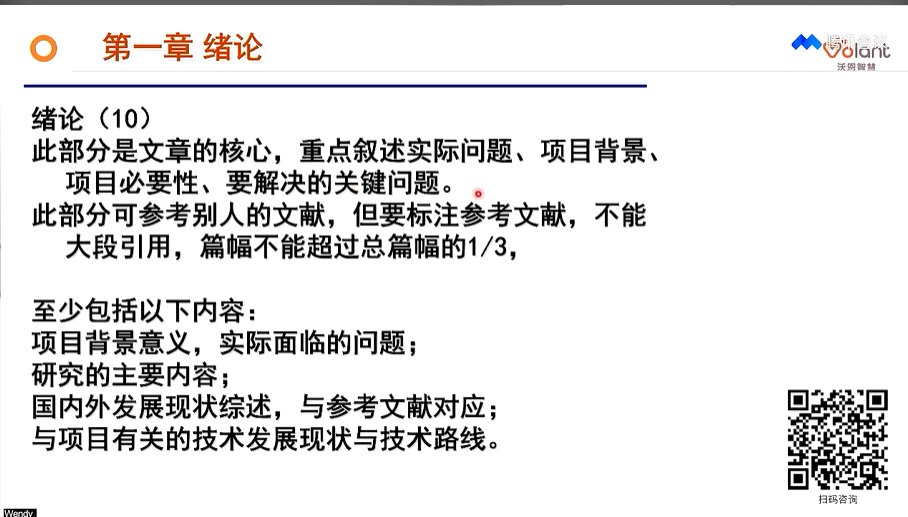 第一章 绪论
腾讯会议
Volant
沃恩智慧
绪论（10）
此部分是文章的核心，重点叙述实际问题、项目背景、
项目必要性、要解决的关键问题。
此部分可参考别人的文献，但要标注参考文献，不能
大段引用，篇幅不能超过总篇幅的1/3，
至少包括以下内容：
项目背景意义，实际面临的问题；
研究的主要内容；
国内外发展现状综述，与参考文献对应；
与项目有关的技术发展现状与技术路线。
扫码咨询
Wendy